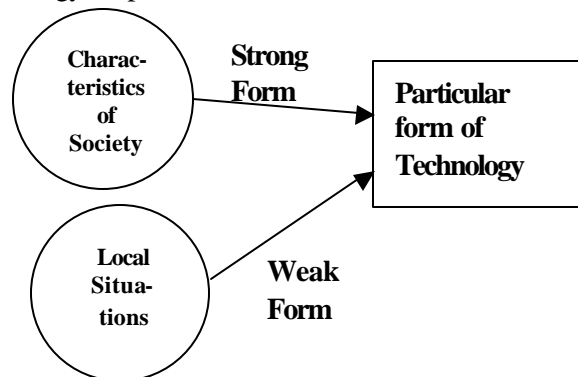 Charac-
teristics
of
Society
Strong
Form
Particular
form of
Technology
Local
Situa-
tions
Weak
Form